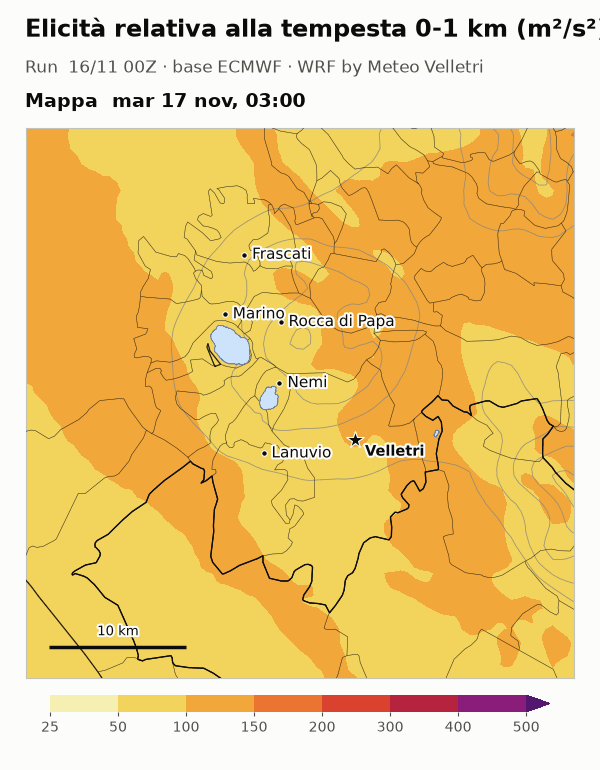 Elicità relativa alla tempesta 0-1 km (m²/s²)
Run  16/11 00Z · base ECMWF · WRF by Meteo Velletri
Mappa  mar 17 nov, 03:00
Frascati
Marino
Rocca di Papa
Nemi
Velletri
Lanuvio
10 km
25 50 100 150 200 300 400 500